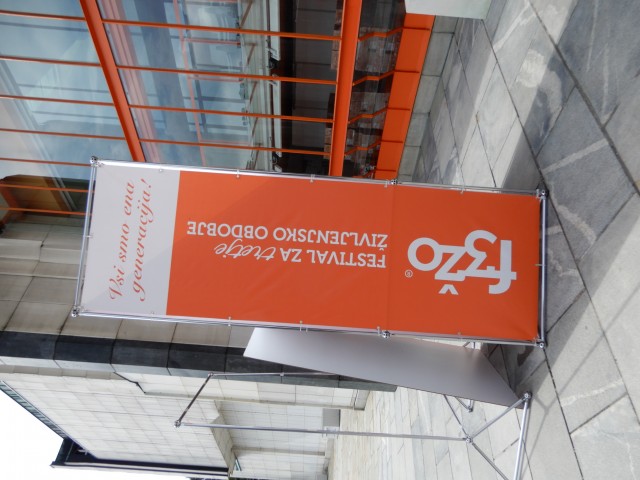 Vsi smo ena
generacija!
FESTIVAL ZA tretje
ŽIVLJENJSKO OBDOBJE
f3žo®